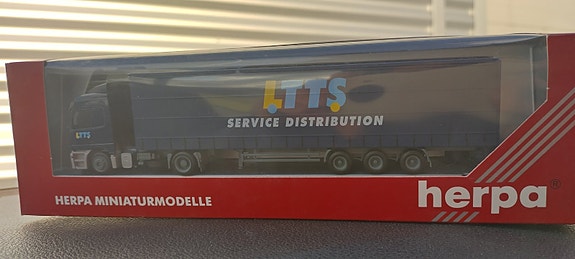 LTTS
SERVICE DISTRIBUTION
LTTS
HERPA MINIATURMODELLE
herpa®